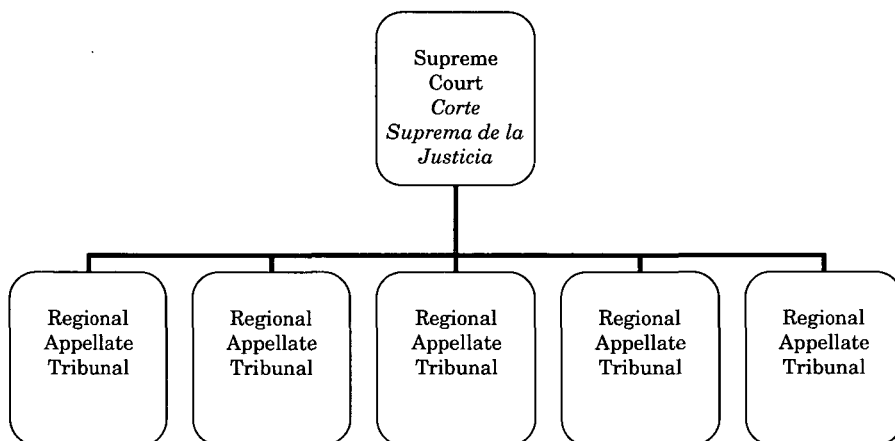 Supreme
Court
Corte
Suprema de la
Justicia
Regional
Appellate
Tribunal
Regional
Appellate
Tribunal
Regional
Appellate
Tribunal
Regional
Appellate
Tribunal
Regional
Appellate
Tribunal